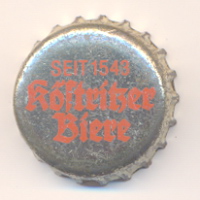 SEIT 1543
Köstritzer
Biere